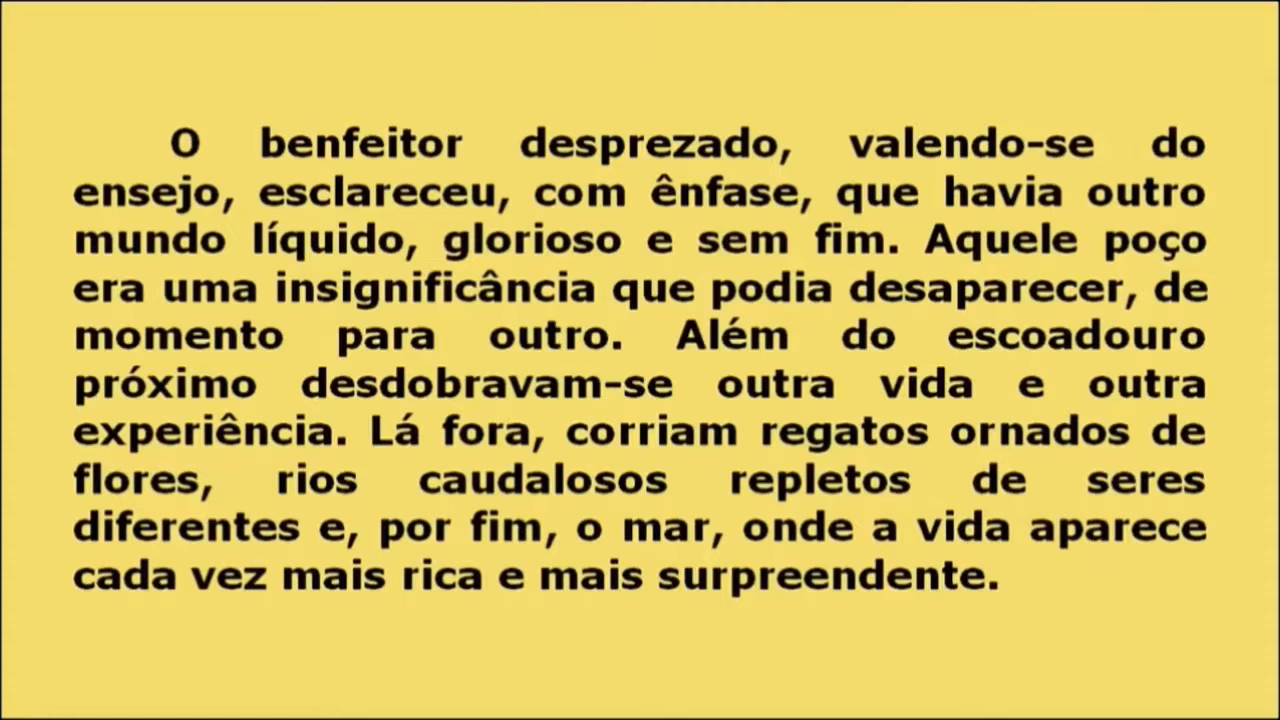 O benfeitor desprezado, valendo-se do
ensejo, esclareceu, com ênfase, que havia outro
mundo líquido, glorioso e sem fim. Aquele poço
era uma insignificância que podia desaparecer, de
momento para outro. Além do escoadouro
próximo desdobravam-se outra vida e outra
experiência. Lá fora, corriam regatos ornados de
flores, rios caudalosos repletos de seres
diferentes e, por fim, o mar, onde a vida aparece
cada vez mais rica e mais surpreendente.